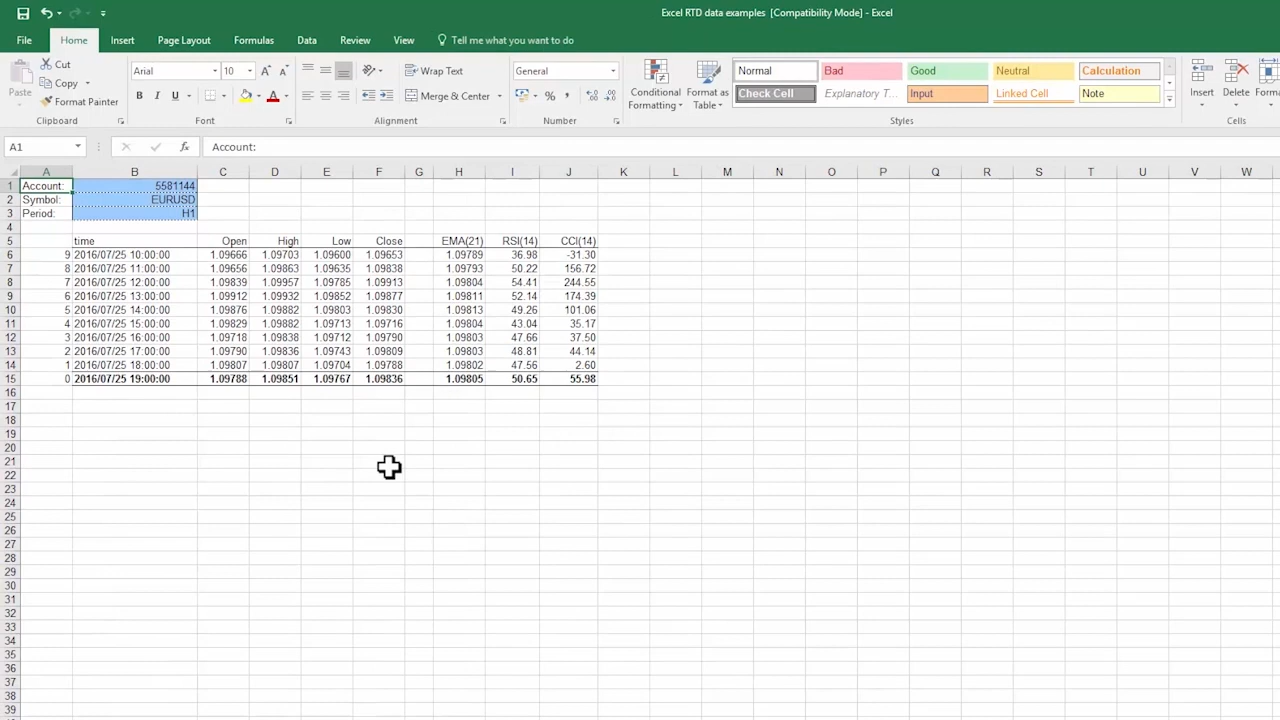 Excel RTD data examples [Compatibility Mode] - Excel
File Home Insert Page Layout Formulas Data Review View Tell me what you want to do
Paste Cut Copy Format Painter
Arial 10
B I U A
Wrap Text
Merge & Center
General
%
Conditional Formatting Format as Table
Normal Bad Good Neutral Calculation
Check Cell Explanatory T... Input Linked Cell Note
Insert Delete Forma
Clipboard Font Alignment Number Styles Cells
A1 fx Account:
A B C D E F G H I J K L M N O P Q R S T U V W
1 Account: 5581144
2 Symbol: EURUSD
3 Period: H1
4
5 time Open High Low Close EMA(21) RSI(14) CCI(14)
6 9 2016/07/25 10:00:00 1.09666 1.09703 1.09600 1.09653 1.09789 36.98 -31.30
7 8 2016/07/25 11:00:00 1.09656 1.09863 1.09635 1.09838 1.09793 50.22 156.72
8 7 2016/07/25 12:00:00 1.09839 1.09957 1.09785 1.09913 1.09804 54.41 244.55
9 6 2016/07/25 13:00:00 1.09912 1.09932 1.09852 1.09877 1.09811 52.14 174.39
10 5 2016/07/25 14:00:00 1.09876 1.09882 1.09803 1.09830 1.09813 49.26 101.06
11 4 2016/07/25 15:00:00 1.09829 1.09882 1.09713 1.09716 1.09804 43.04 35.17
12 3 2016/07/25 16:00:00 1.09718 1.09838 1.09712 1.09790 1.09803 47.66 37.50
13 2 2016/07/25 17:00:00 1.09790 1.09836 1.09743 1.09809 1.09803 48.81 44.14
14 1 2016/07/25 18:00:00 1.09807 1.09807 1.09704 1.09788 1.09802 47.56 2.60
15 0 2016/07/25 19:00:00 1.09788 1.09851 1.09767 1.09836 1.09805 50.65 55.98
16
17
18
19
20
21
22
23
24
25
26
27
28
29
30
31
32
33
34
35
36
37
38
39